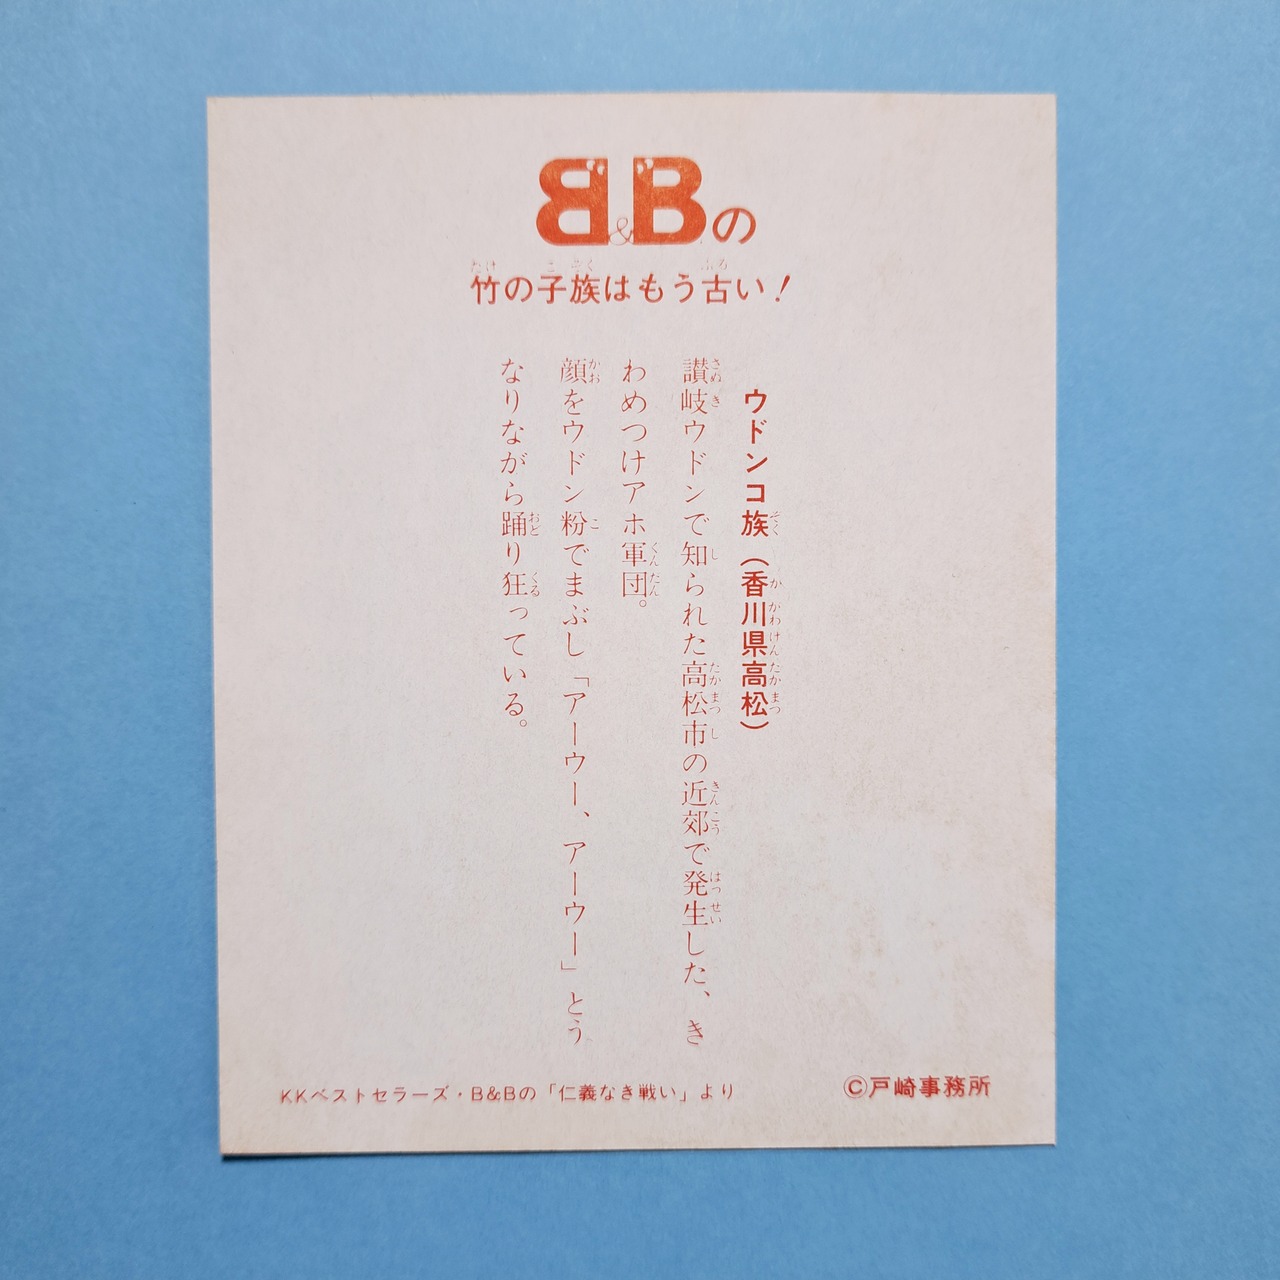 B&Bの
竹の子族はもう古い！
ウドンコ族（香川県高松）
讃岐ウドンで知られた高松市の近郊で発生した、き
わめつけアホ軍団。
顔をウドン粉でまぶし「アーウー、アーウー」とう
なりながら踊り狂っている。
KKベストセラーズ・B&Bの「仁義なき戦い」より
©戸崎事務所